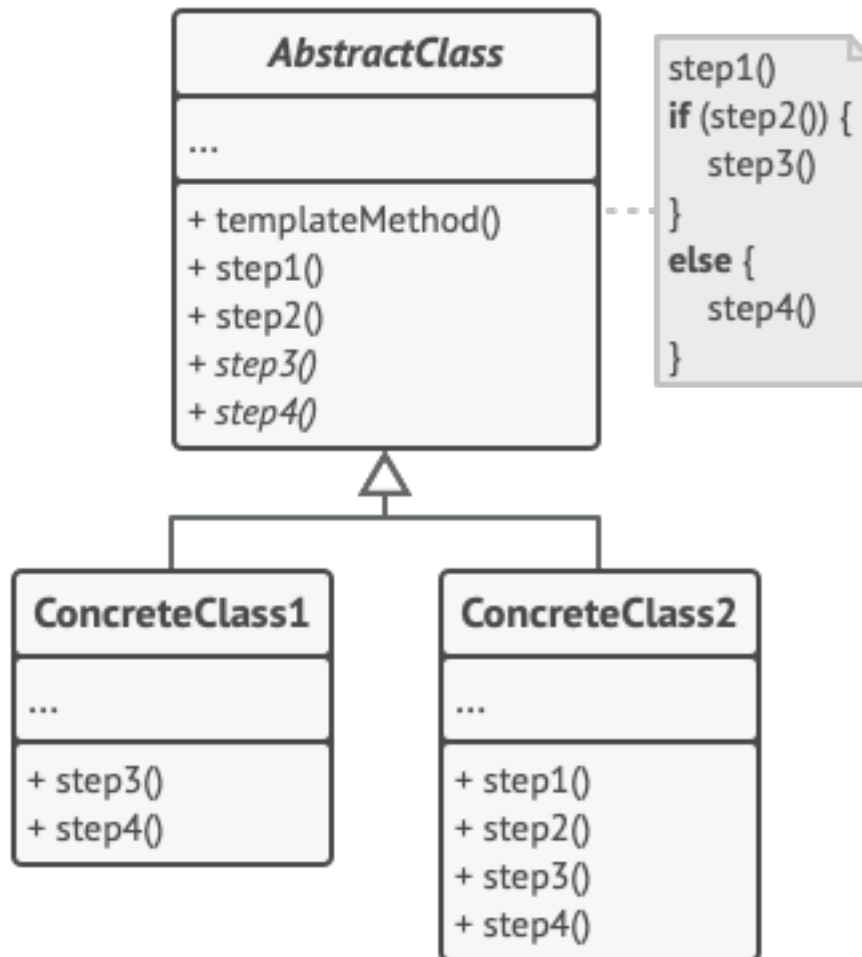 AbstractClass
...
+ templateMethod()
+ step1()
+ step2()
+ step3()
+ step4()
step1()
if (step2()) {
step3()
}
else {
step4()
}
ConcreteClass1
...
+ step3()
+ step4()
ConcreteClass2
...
+ step1()
+ step2()
+ step3()
+ step4()